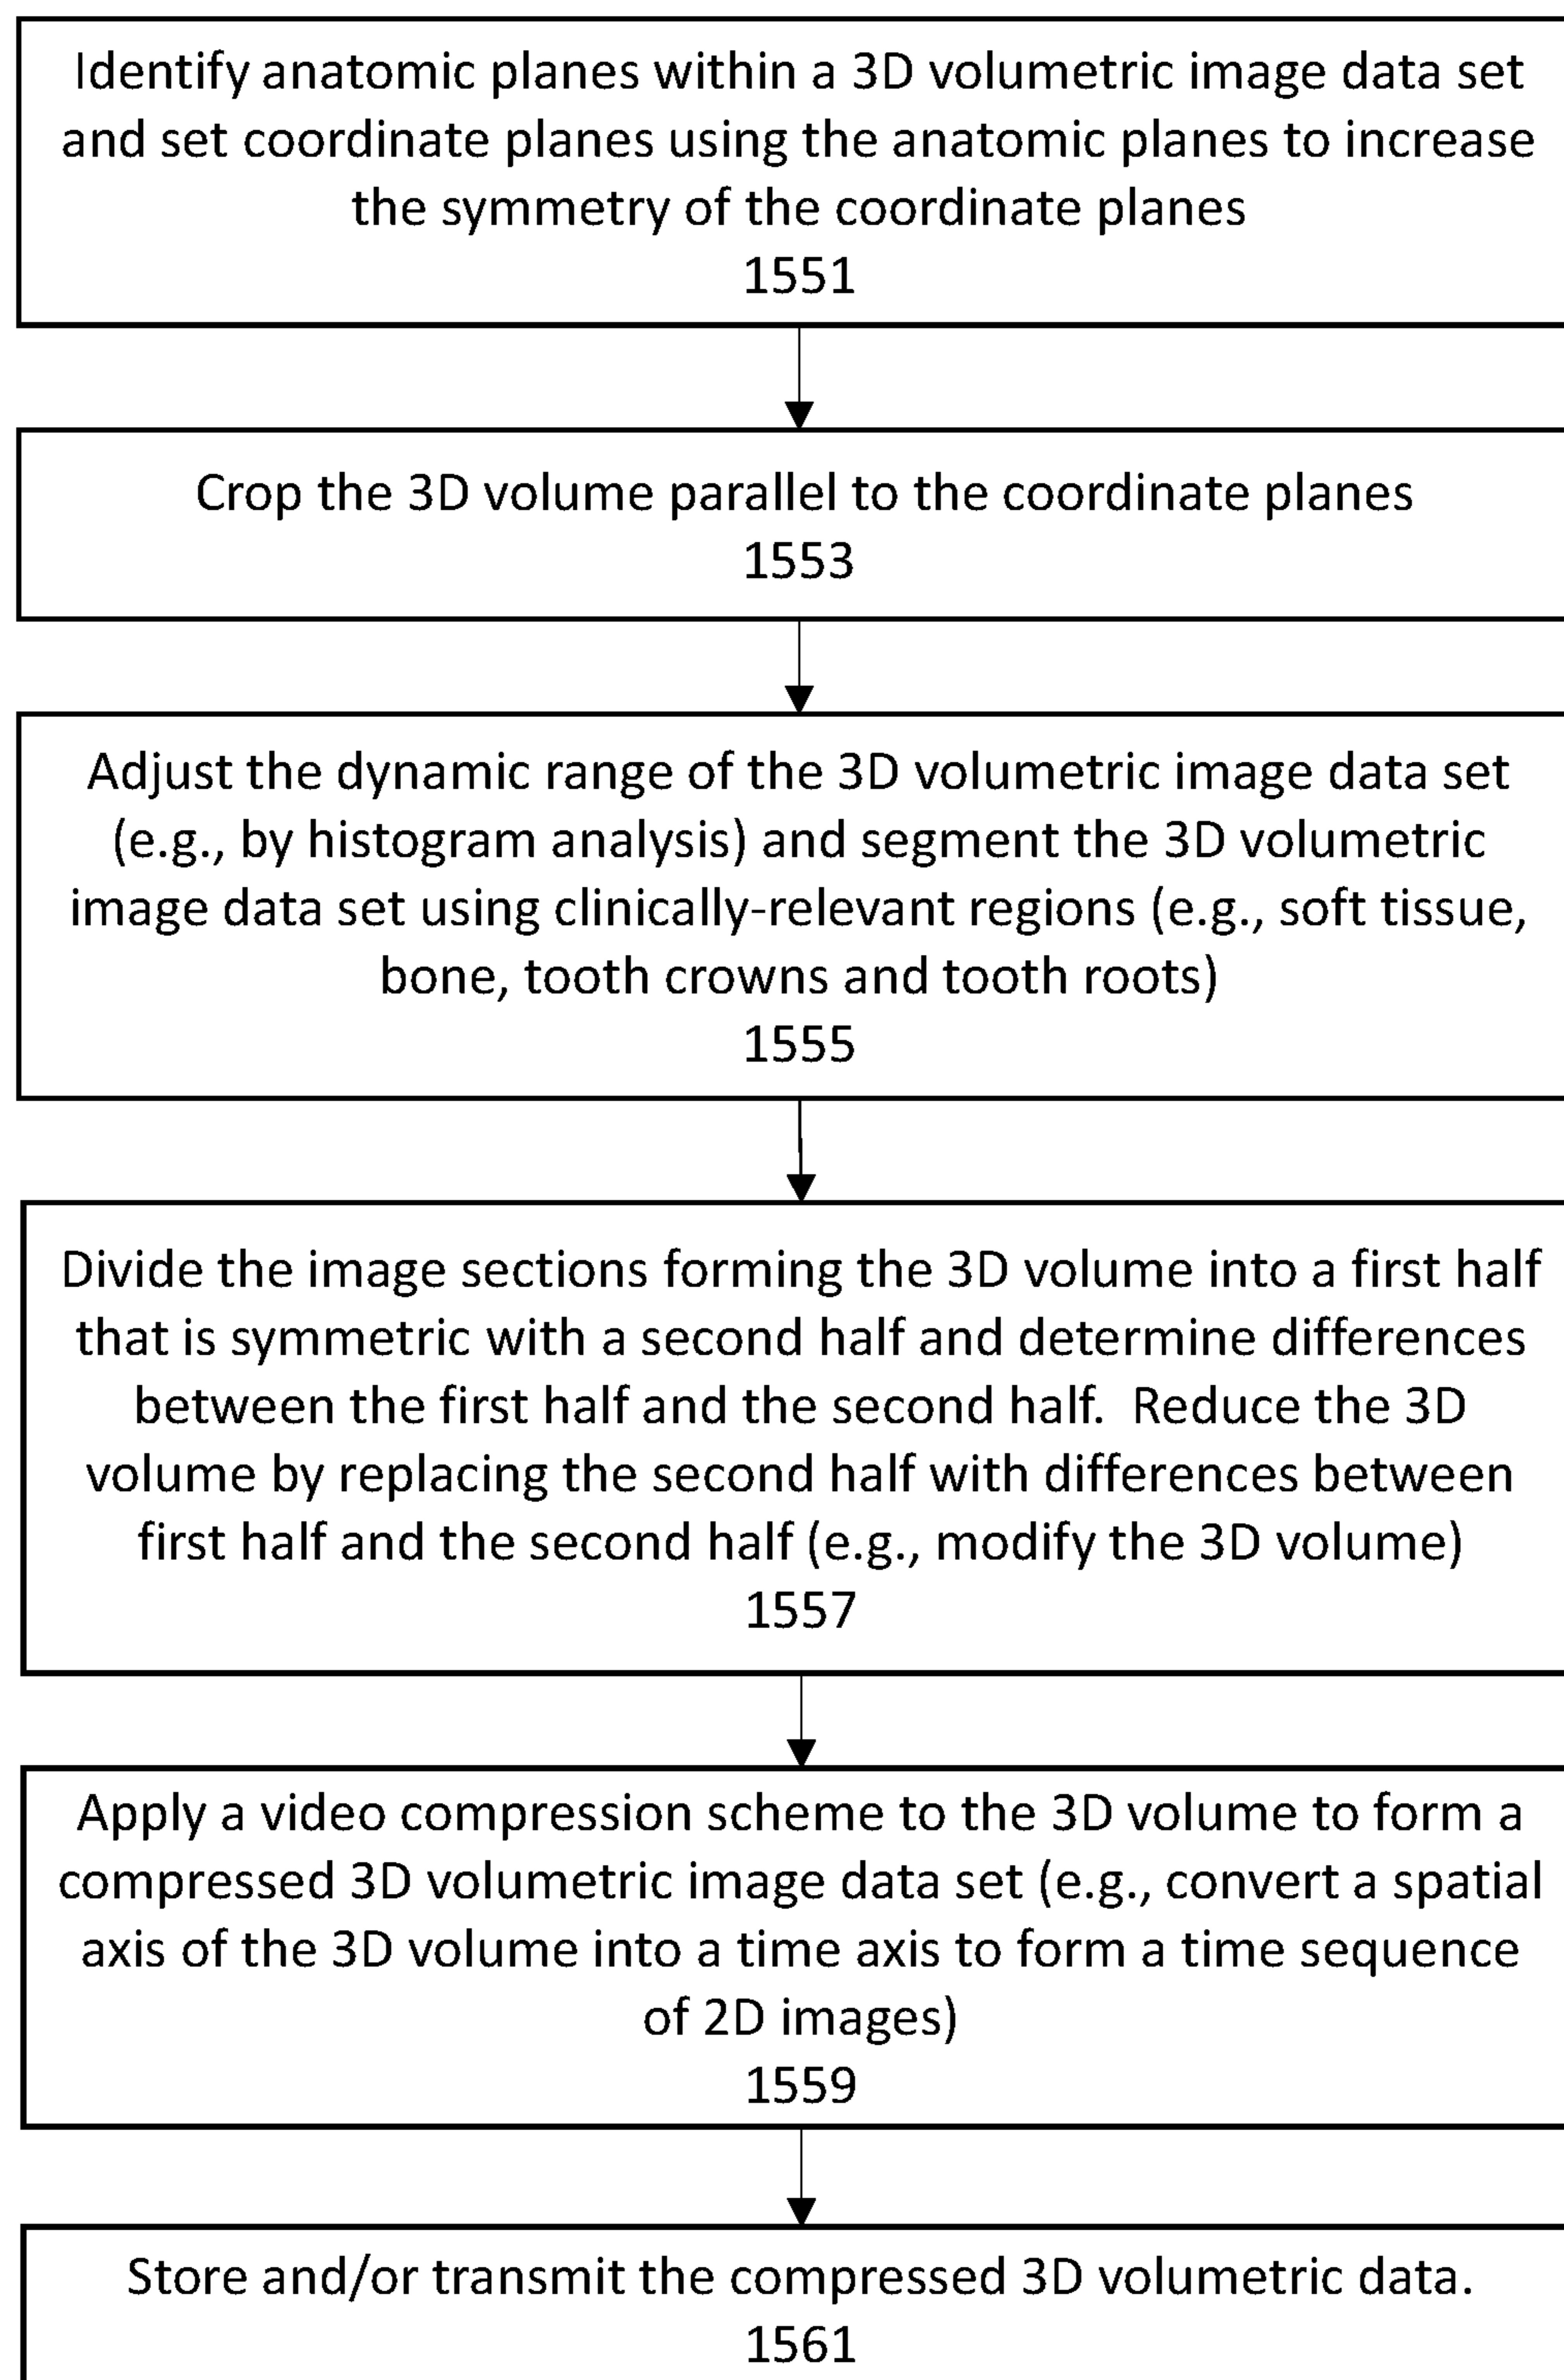 Identify anatomic planes within a 3D volumetric image data set
and set coordinate planes using the anatomic planes to increase
the symmetry of the coordinate planes
1551
Crop the 3D volume parallel to the coordinate planes
1553
Adjust the dynamic range of the 3D volumetric image data set
(e.g., by histogram analysis) and segment the 3D volumetric
image data set using clinically-relevant regions (e.g., soft tissue,
bone, tooth crowns and tooth roots)
1555
Divide the image sections forming the 3D volume into a first half
that is symmetric with a second half and determine differences
between the first half and the second half.  Reduce the 3D
volume by replacing the second half with differences between
first half and the second half (e.g., modify the 3D volume)
1557
Apply a video compression scheme to the 3D volume to form a
compressed 3D volumetric image data set (e.g., convert a spatial
axis of the 3D volume into a time axis to form a time sequence
of 2D images)
1559
Store and/or transmit the compressed 3D volumetric data.
1561